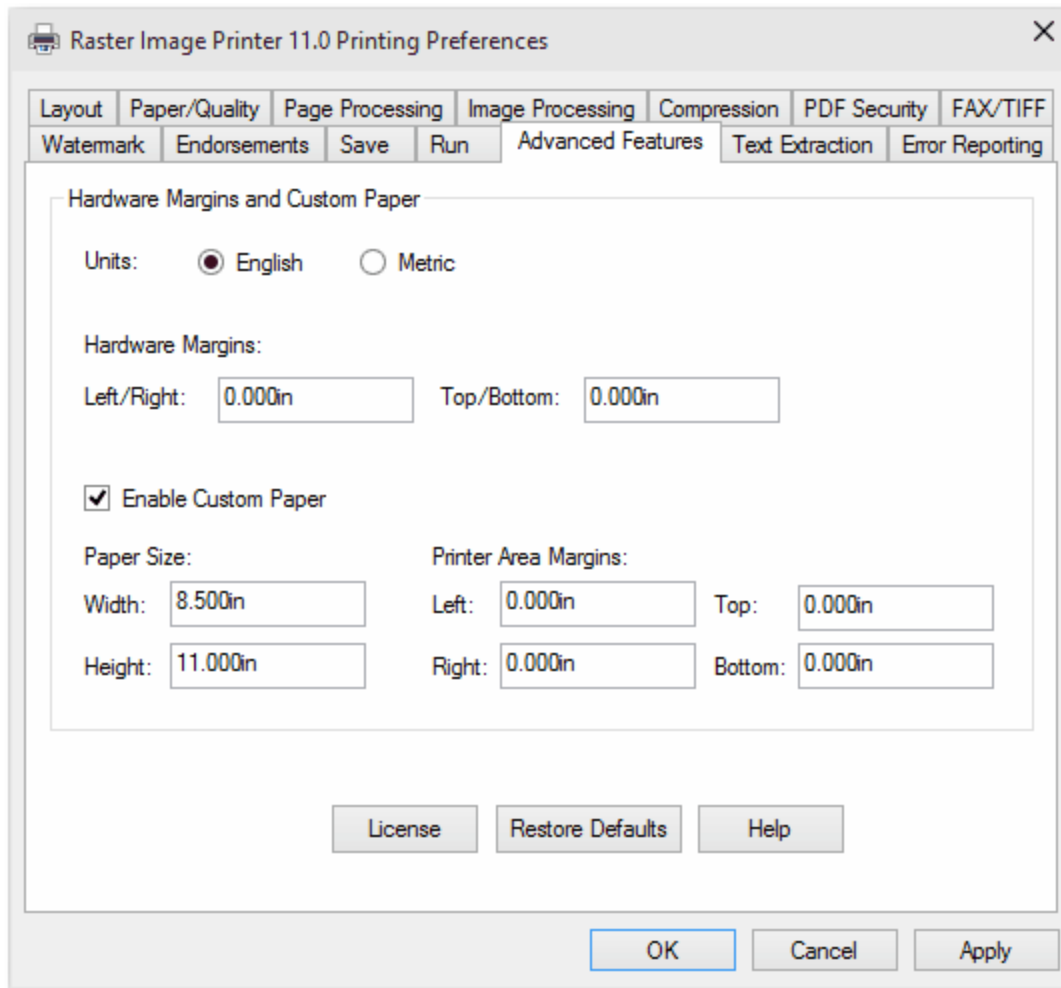 Raster Image Printer 11.0 Printing Preferences
Layout Paper/Quality Page Processing Image Processing Compression PDF Security FAX/TIFF
Watermark Endorsements Save Run Advanced Features Text Extraction Error Reporting
Hardware Margins and Custom Paper
Units: English Metric
Hardware Margins:
Left/Right: 0.000in Top/Bottom: 0.000in
Enable Custom Paper
Paper Size: Printer Area Margins:
Width: 8.500in Left: 0.000in Top: 0.000in
Height: 11.000in Right: 0.000in Bottom: 0.000in
License Restore Defaults Help
OK Cancel Apply